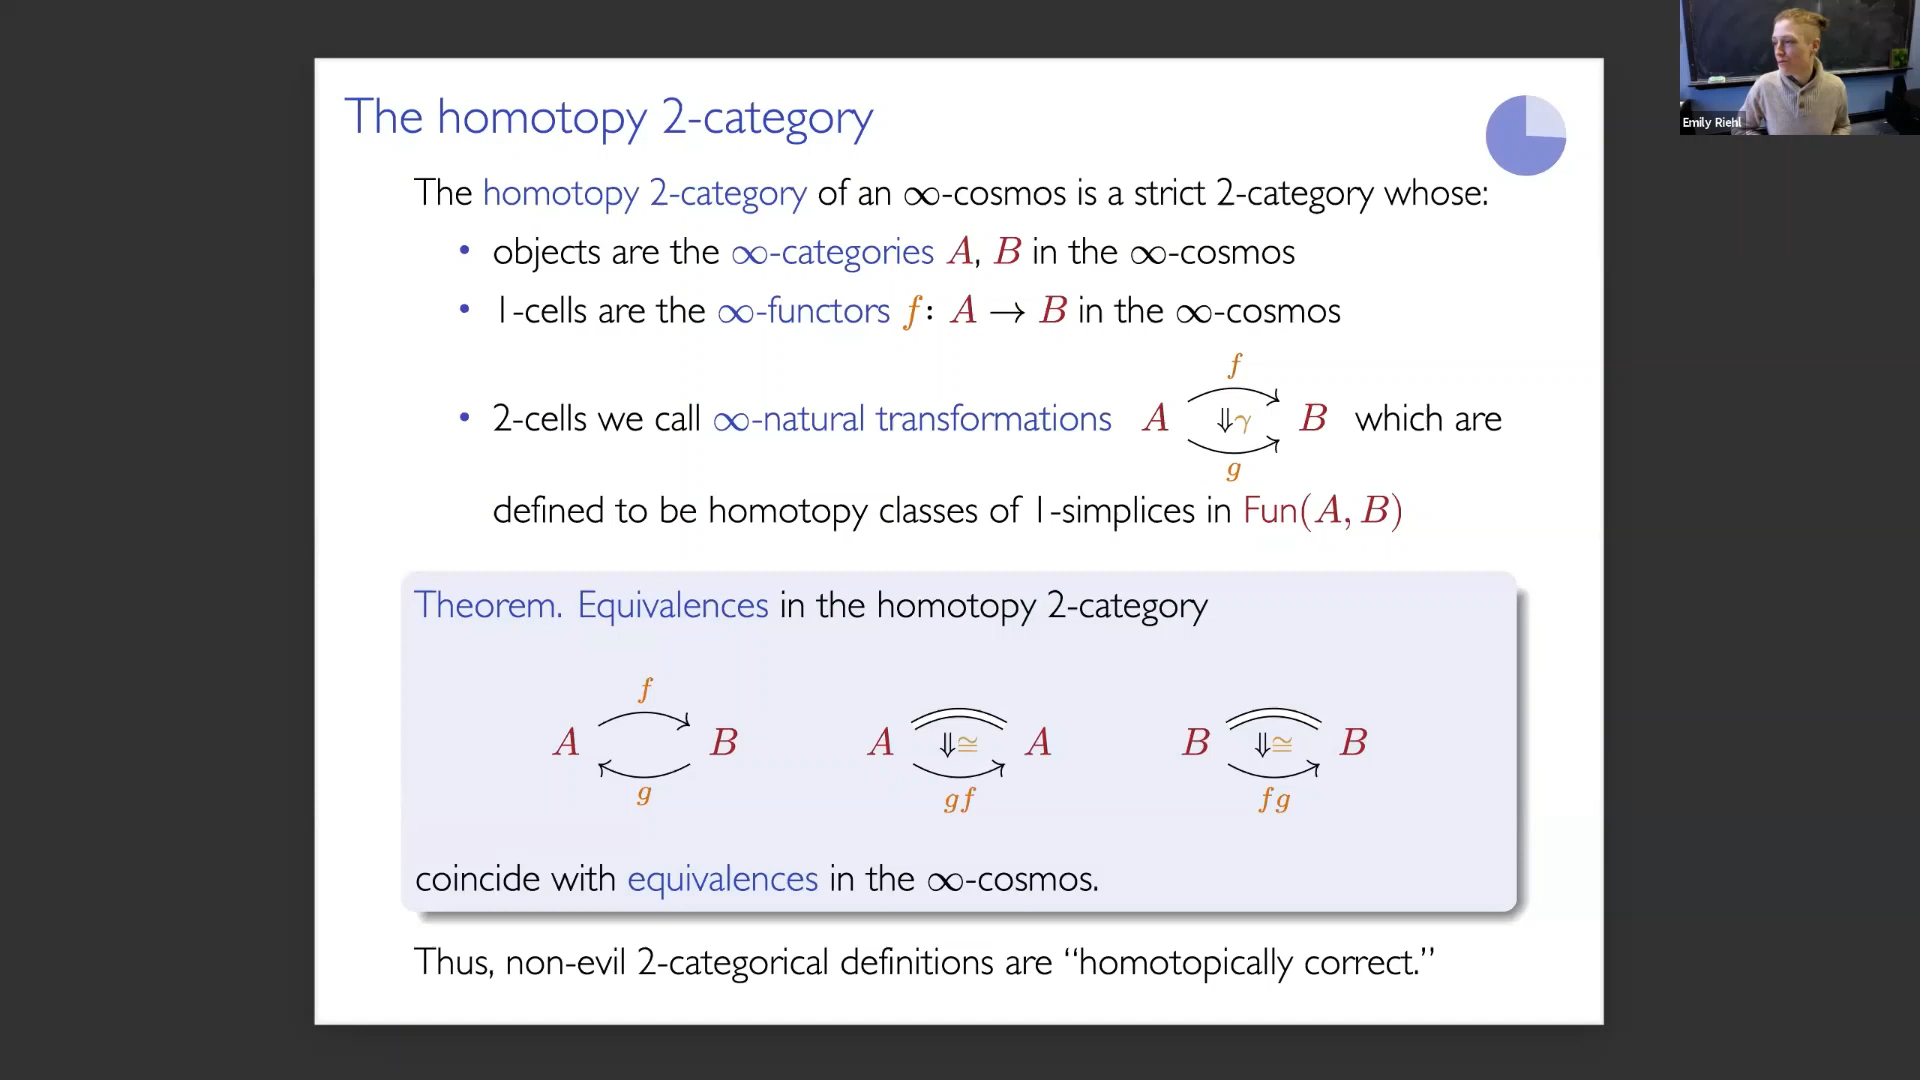 The homotopy 2-category
Emily Riehl
The homotopy 2-category of an ∞-cosmos is a strict 2-category whose:
• objects are the ∞-categories A, B in the ∞-cosmos
• 1-cells are the ∞-functors f: A → B in the ∞-cosmos
f
• 2-cells we call ∞-natural transformations A ⇓γ B which are
g
defined to be homotopy classes of 1-simplices in Fun(A, B)
Theorem. Equivalences in the homotopy 2-category
f
A B A ⇓≅ A B ⇓≅ B
g gf fg
coincide with equivalences in the ∞-cosmos.
Thus, non-evil 2-categorical definitions are “homotopically correct.”